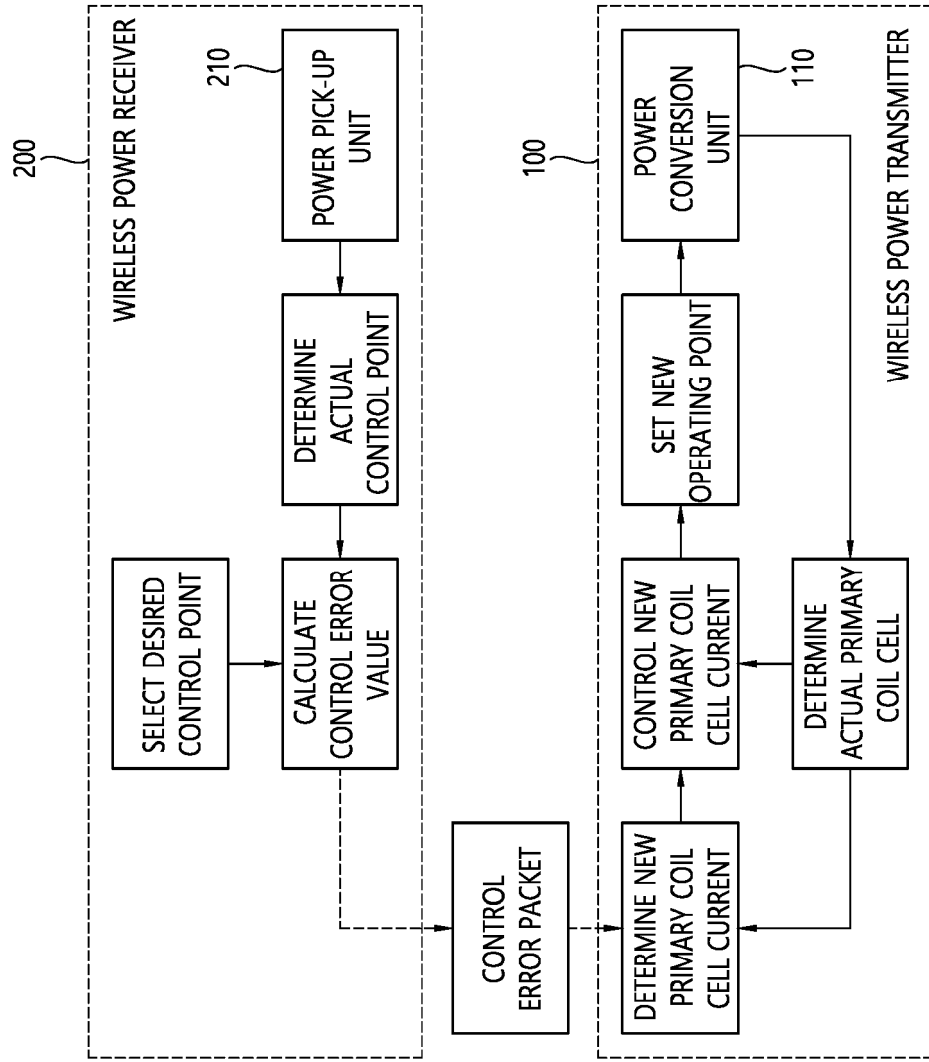 200
WIRELESS POWER RECEIVER
SELECT DESIRED
CONTROL POINT
CALCULATE
CONTROL ERROR
VALUE
DETERMINE
ACTUAL
CONTROL POINT
POWER PICK-UP
UNIT
210
CONTROL
ERROR PACKET
100
DETERMINE NEW
PRIMARY COIL
CELL CURRENT
CONTROL NEW
PRIMARY COIL
CELL CURRENT
SET NEW
OPERATING POINT
POWER
CONVERSION
UNIT
110
DETERMINE
ACTUAL PRIMARY
COIL CELL
WIRELESS POWER TRANSMITTER